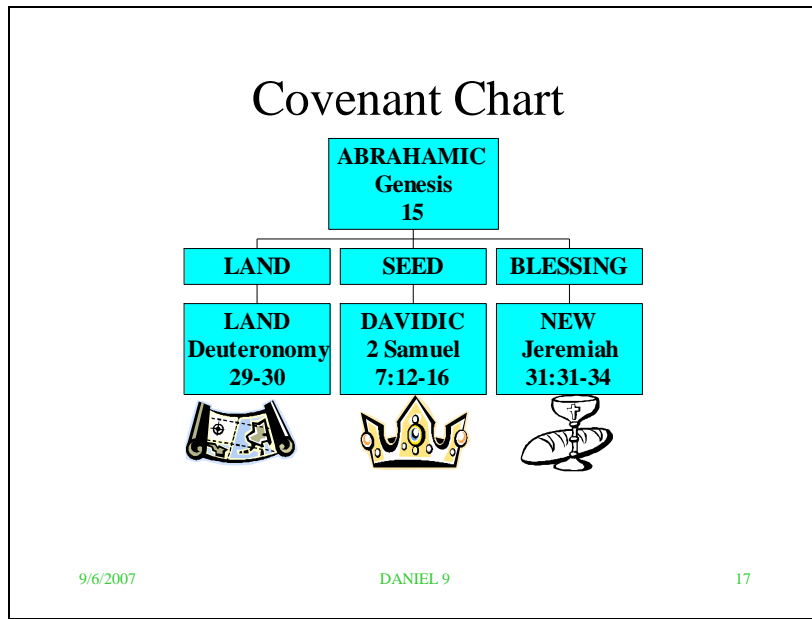 Covenant Chart
ABRAHAMIC
Genesis
15
LAND
SEED
BLESSING
LAND
Deuteronomy
29-30
DAVIDIC
2 Samuel
7:12-16
NEW
Jeremiah
31:31-34
9/6/2007
DANIEL 9
17